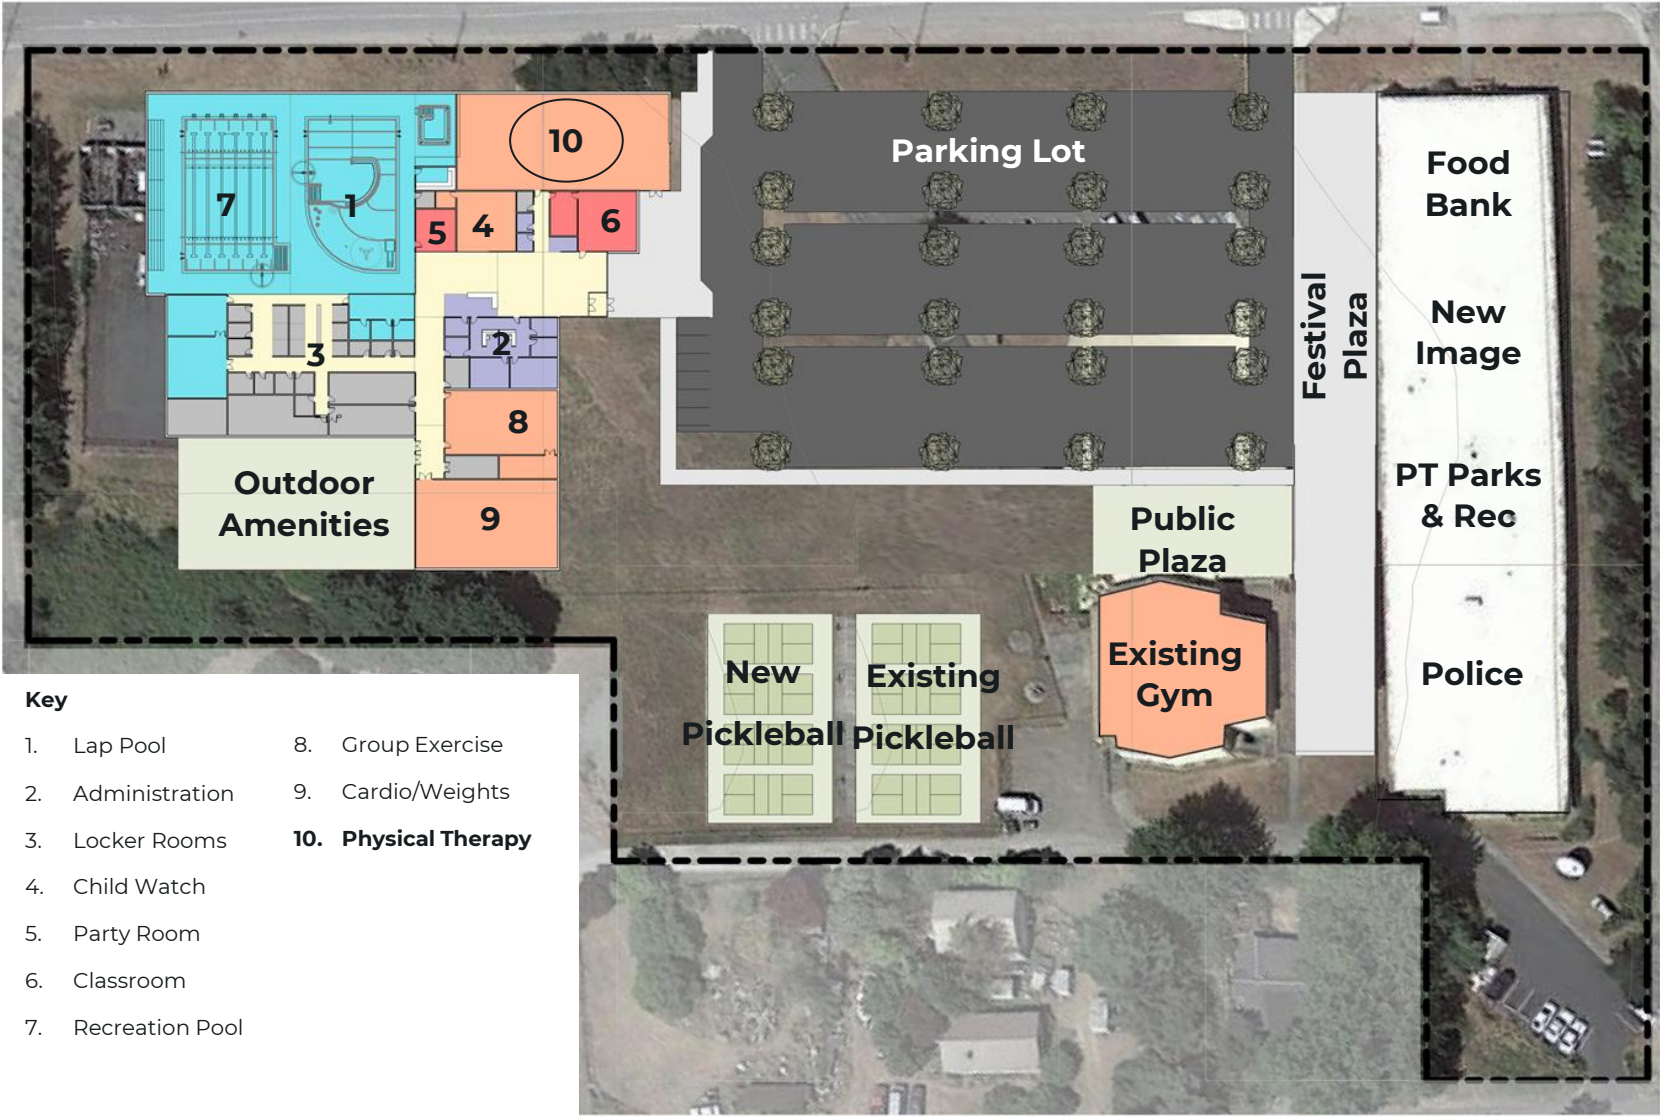 10
Parking Lot
Food
Bank
7
1
5
4
6
Festival
Plaza
New
Image
3
2
8
PT Parks
& Rec
Outdoor
Amenities
9
Public
Plaza
New
Pickleball
Existing
Pickleball
Existing
Gym
Police
Key
1. Lap Pool
2. Administration
3. Locker Rooms
4. Child Watch
5. Party Room
6. Classroom
7. Recreation Pool
8. Group Exercise
9. Cardio/Weights
10. Physical Therapy